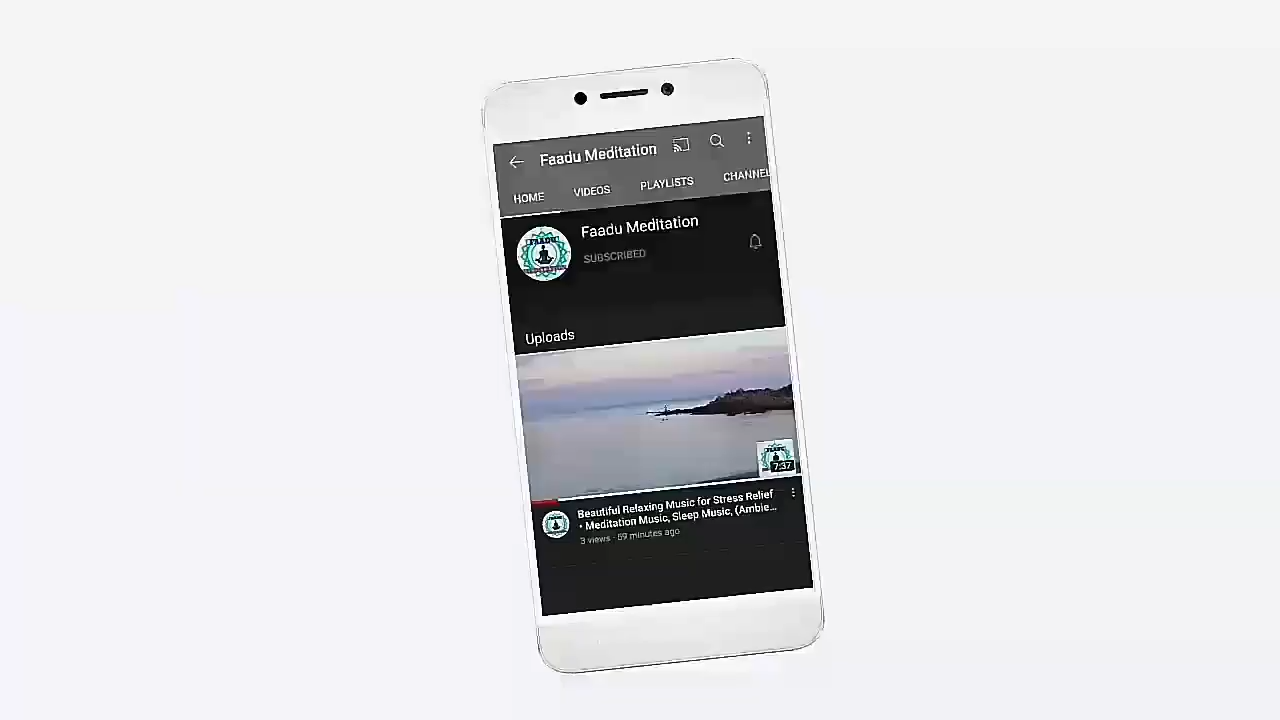 Faadu Meditation
HOME VIDEOS PLAYLISTS CHANNEL
FAADU
Faadu Meditation
SUBSCRIBED
Uploads
7:37
Beautiful Relaxing Music for Stress Relief
• Meditation Music, Sleep Music, (Ambie...
3 views · 59 minutes ago